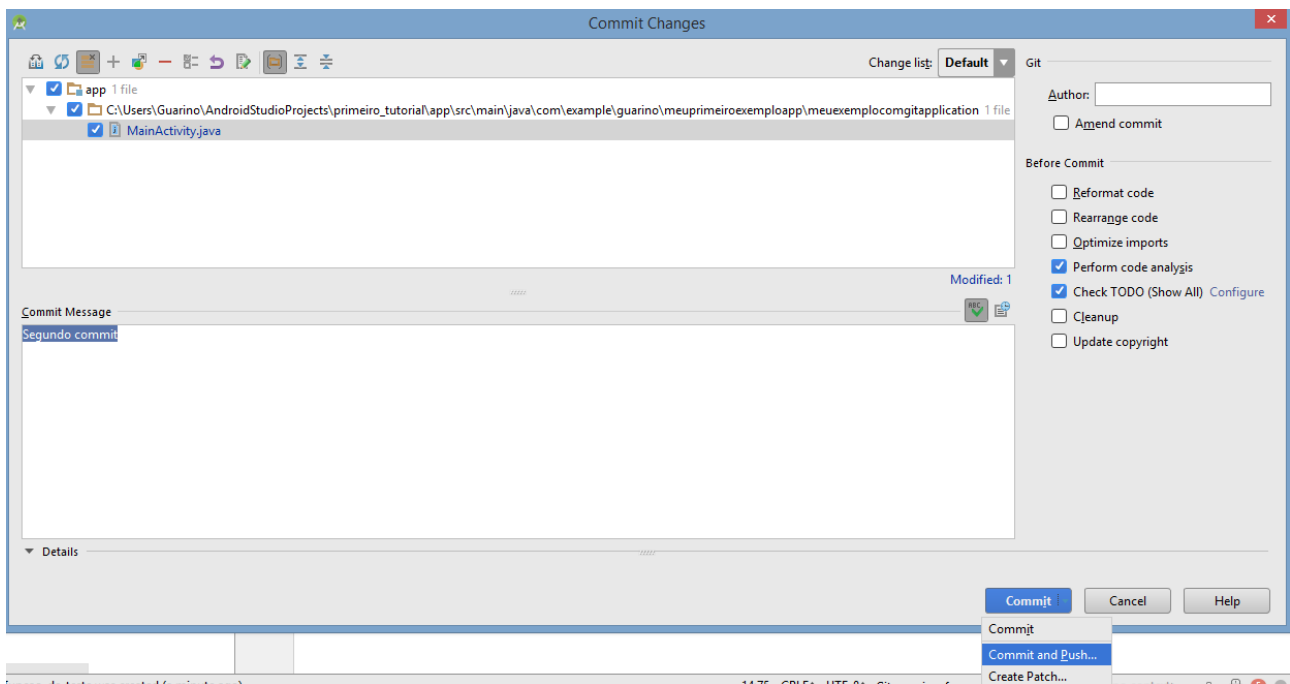 Commit Changes
Change list: Default
Git
app 1 file
C:\Users\Guarino\AndroidStudioProjects\primeiro_tutorial\app\src\main\java\com\example\guarino\meuprimeiroexemploapp\meuexemplocomgitapplication 1 file
MainActivity.java
Author:
Amend commit
Before Commit
Reformat code
Rearrange code
Optimize imports
Perform code analysis
Check TODO (Show All) Configure
Cleanup
Update copyright
Modified: 1
Commit Message
ABC
Segundo commit
Details
Commit Cancel Help
Commit
Commit and Push...
Create Patch...